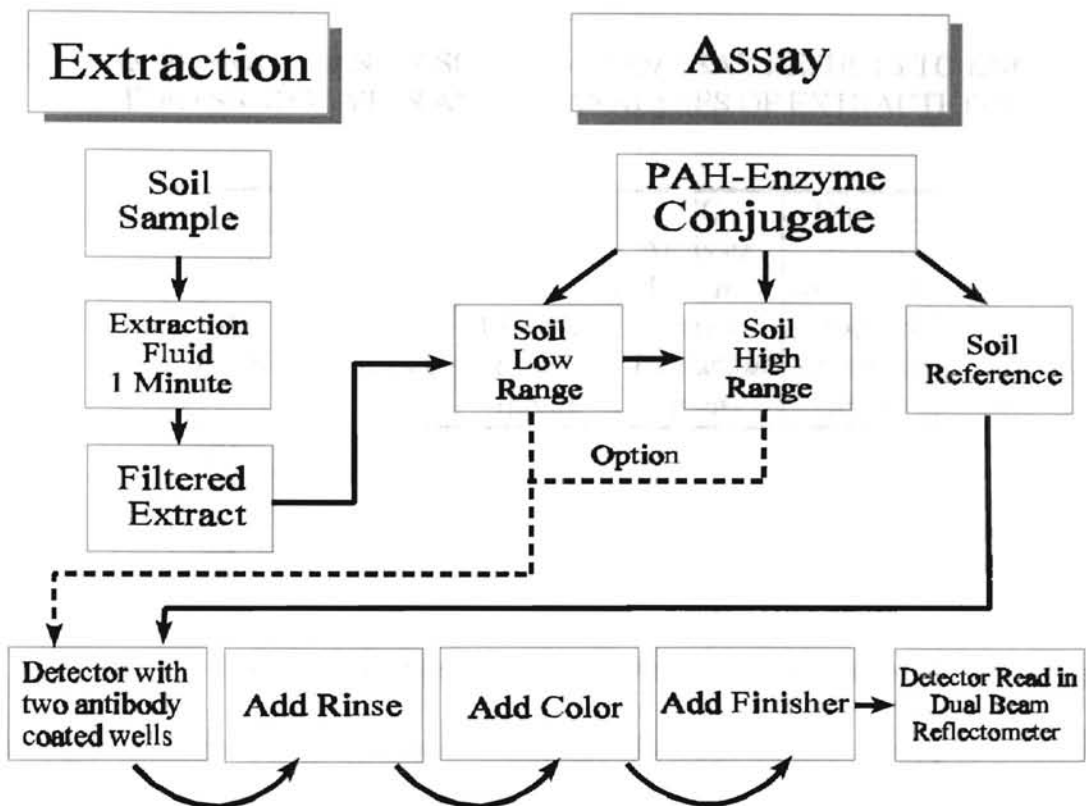 Extraction
Assay
Soil
Sample
Extraction
Fluid
1 Minute
Filtered
Extract
PAH-Enzyme
Conjugate
Soil
Low
Range
Soil
High
Range
Soil
Reference
Option
Detector with
two antibody
coated wells
Add Rinse
Add Color
Add Finisher
Detector Read in
Dual Beam
Reflectometer